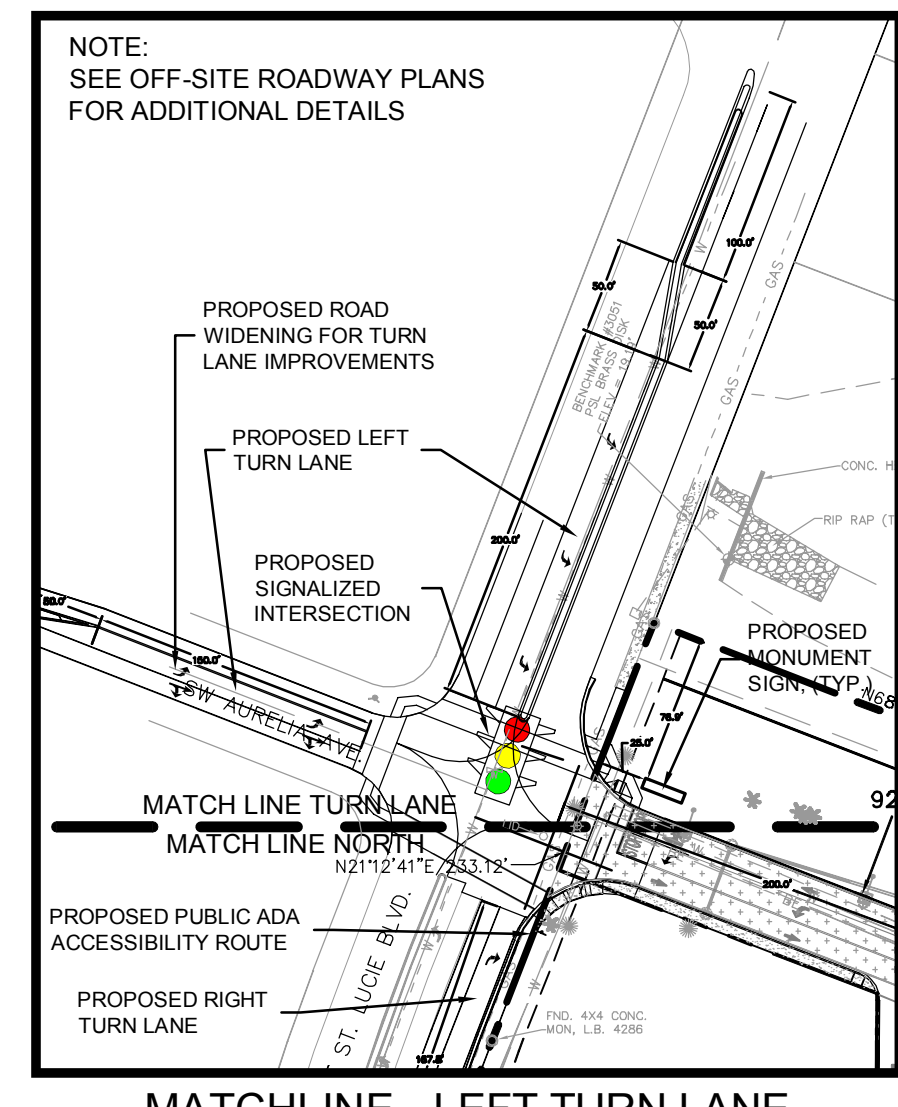 NOTE:
SEE OFF-SITE ROADWAY PLANS
FOR ADDITIONAL DETAILS
100.0'
50.0'
50.0'
BENCHMARK #3051
PSL BRASS DISK
GAS
GAS
W
PROPOSED ROAD
WIDENING FOR TURN
LANE IMPROVEMENTS
PROPOSED LEFT
TURN LANE
CONC.
RIP RAP
200.0'
PROPOSED
SIGNALIZED
INTERSECTION
PROPOSED
MONUMENT
SIGN, (TYP.)
N68
150.0'
SW AURELIA AVE.
76.9'
25.0'
92
MATCH LINE TURN LANE
MATCH LINE NORTH
N21°12'41"E, 233.12'
200.0'
PROPOSED PUBLIC ADA
ACCESSIBILITY ROUTE
ST. LUCIE BLVD.
PROPOSED RIGHT
TURN LANE
FND. 4X4 CONC.
MON, L.B. 4286
MATCHLINE - LEFT TURN LANE